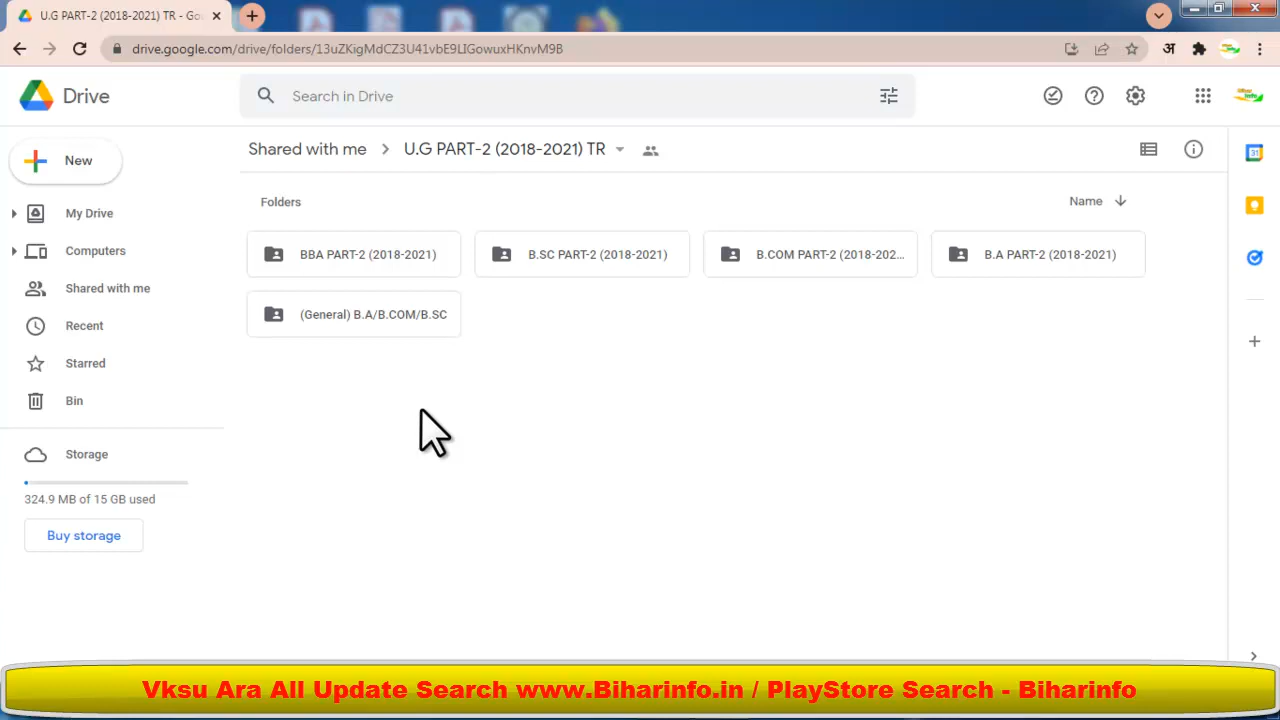 U.G PART-2 (2018-2021) TR - Go
drive.google.com/drive/folders/13uZKigMdCZ3U41vbE9LIGowuxHKnvM9B
अ
Drive
Search in Drive
New
Shared with me > U.G PART-2 (2018-2021) TR
My Drive
Computers
Shared with me
Recent
Starred
Bin
Storage
324.9 MB of 15 GB used
Buy storage
Folders
Name
BBA PART-2 (2018-2021)
B.SC PART-2 (2018-2021)
B.COM PART-2 (2018-202...
B.A PART-2 (2018-2021)
(General) B.A/B.COM/B.SC
31
Vksu Ara All Update Search www.Biharinfo.in / PlayStore Search - Biharinfo